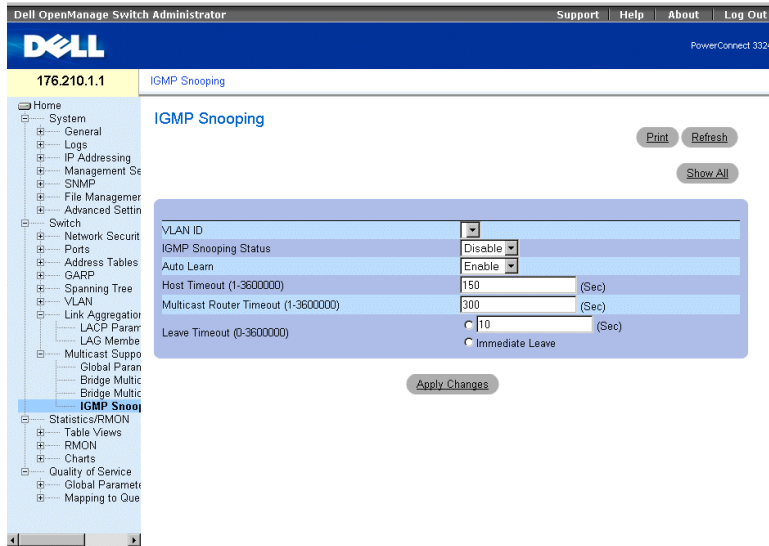 Dell OpenManage Switch Administrator
Support | Help | About | Log Out
DELL
PowerConnect 3324
176.210.1.1
IGMP Snooping
Home
System
General
Logs
IP Addressing
Management Se
SNMP
File Managemen
Advanced Settin
Switch
Network Securit
Ports
Address Tables
GARP
Spanning Tree
VLAN
Link Aggregation
LACP Param
LAG Membe
Multicast Suppo
Global Param
Bridge Multic
Bridge Multic
IGMP Snoop
Statistics/RMON
Table Views
RMON
Charts
Quality of Service
Global Paramete
Mapping to Que
IGMP Snooping
Print Refresh
Show All
VLAN ID
IGMP Snooping Status Disable
Auto Learn Enable
Host Timeout (1-3600000) 150 (Sec)
Multicast Router Timeout (1-3600000) 300 (Sec)
Leave Timeout (0-3600000) 10 (Sec)
Immediate Leave
Apply Changes